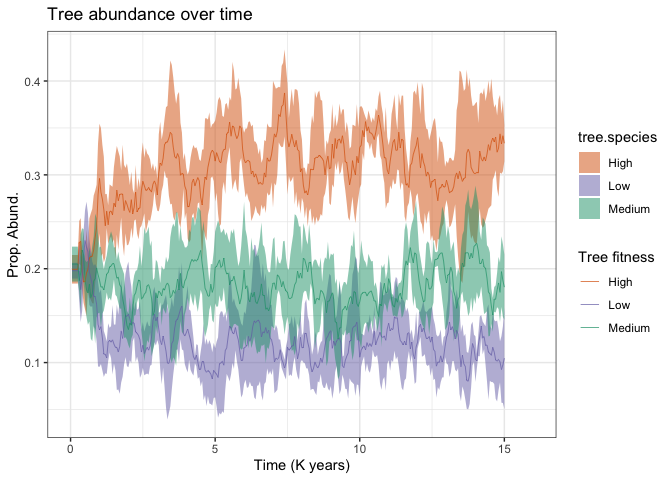 Tree abundance over time
Prop. Abund.
0.4
0.3
0.2
0.1
0
5
10
15
Time (K years)
tree.species
High
Low
Medium
Tree fitness
High
Low
Medium